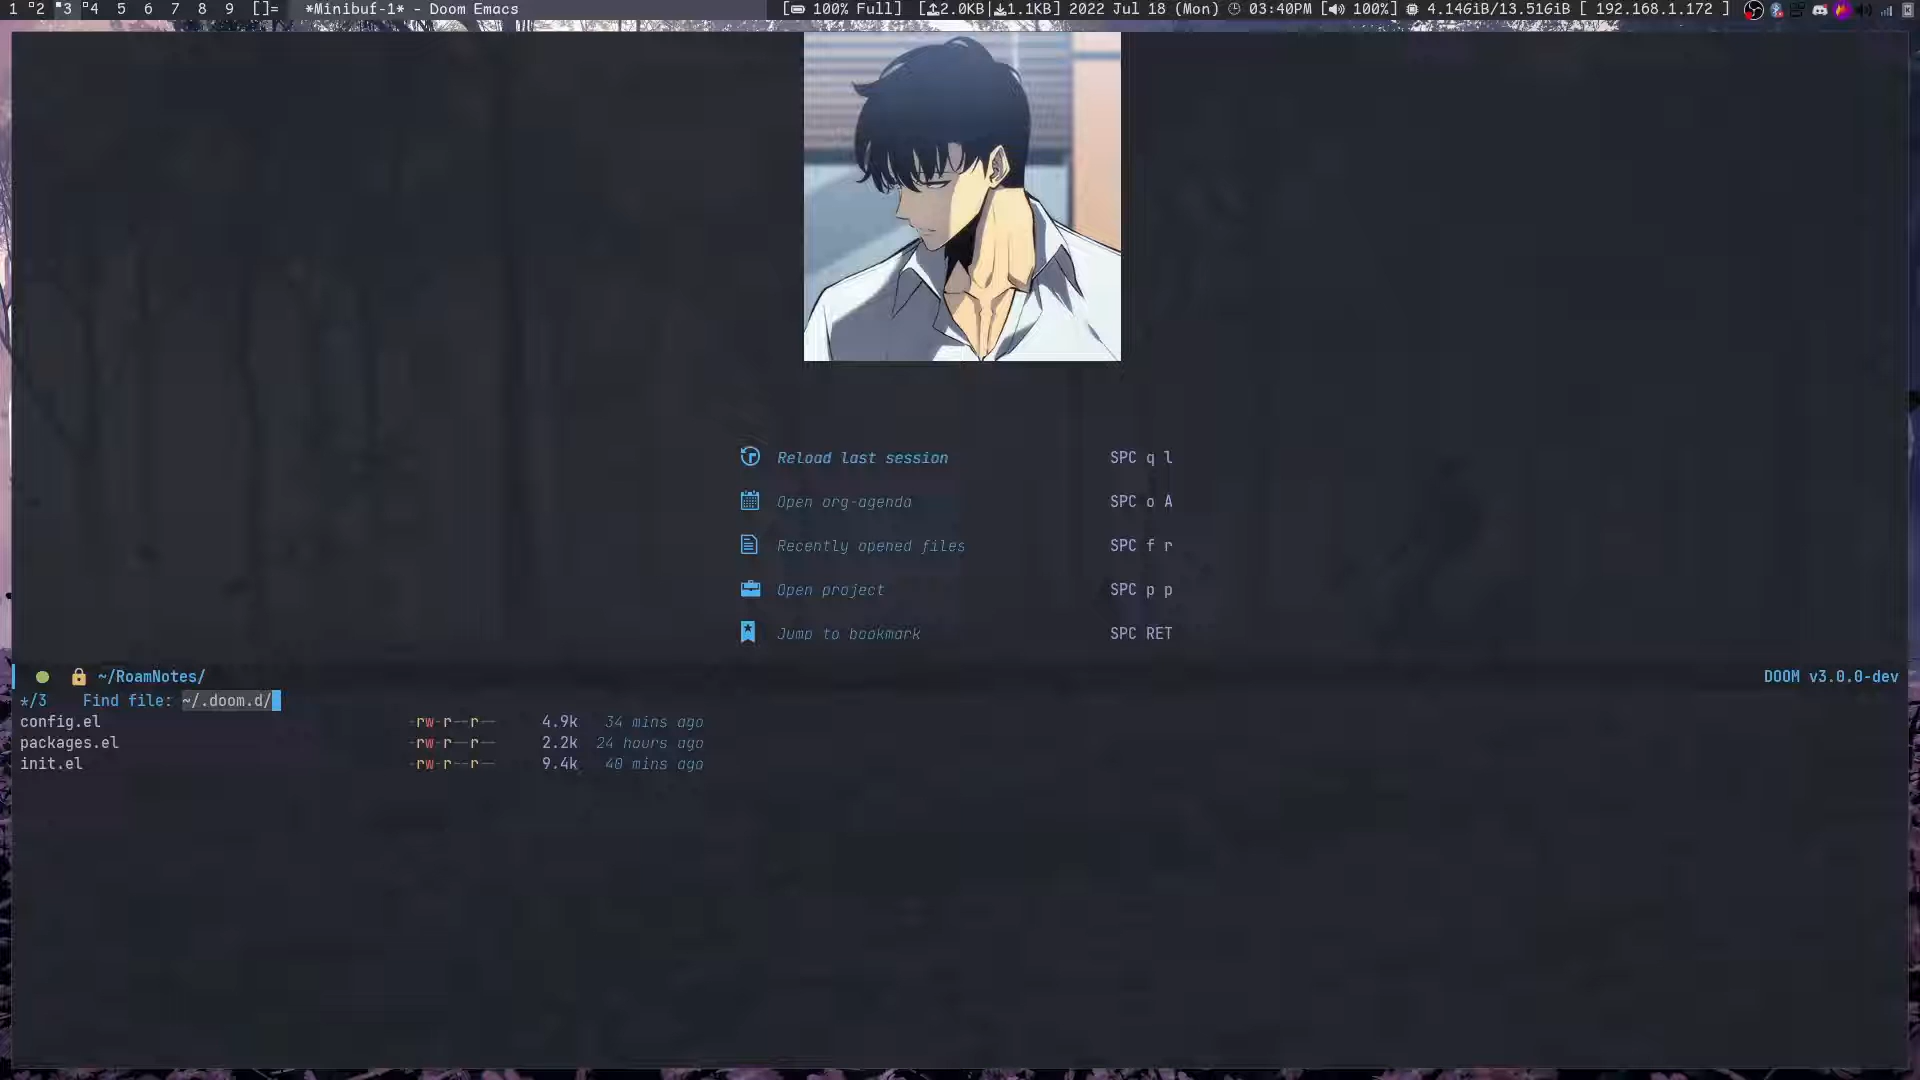 1 2 3 4 5 6 7 8 9 []= *Minibuf-1* - Doom Emacs [ 100% Full] [2.0KB|1.1KB] 2022 Jul 18 (Mon) 03:40PM [ 100%] 4.14GiB/13.51GiB [ 192.168.1.172 ]
Reload last session SPC q l
Open org-agenda SPC o A
Recently opened files SPC f r
Open project SPC p p
Jump to bookmark SPC RET
~/RoamNotes/ DOOM v3.0.0-dev
*/3 Find file: ~/.doom.d/
config.el -rw-r--r-- 4.9k 34 mins ago
packages.el -rw-r--r-- 2.2k 24 hours ago
init.el -rw-r--r-- 9.4k 40 mins ago